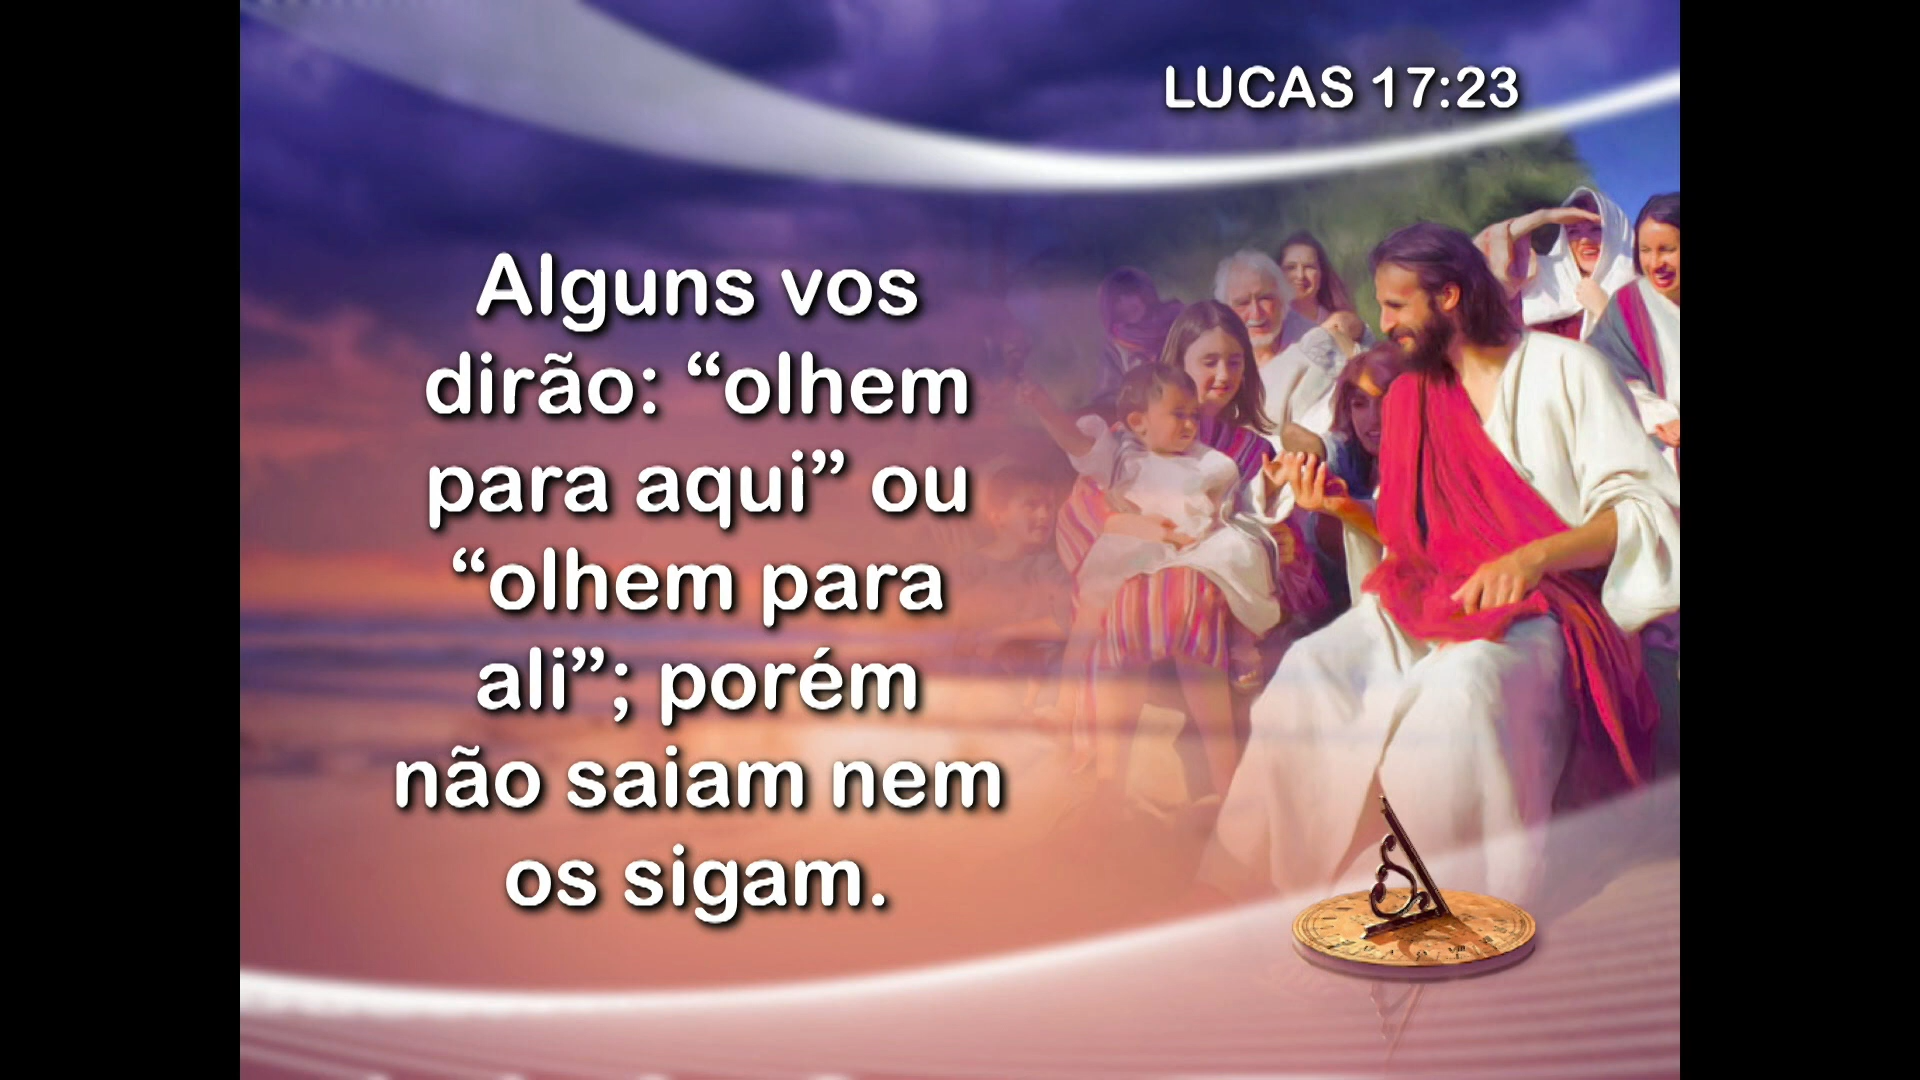 LUCAS 17:23
Alguns vos
dirão: “olhem
para aqui” ou
“olhem para
ali”; porém
não saiam nem
os sigam.